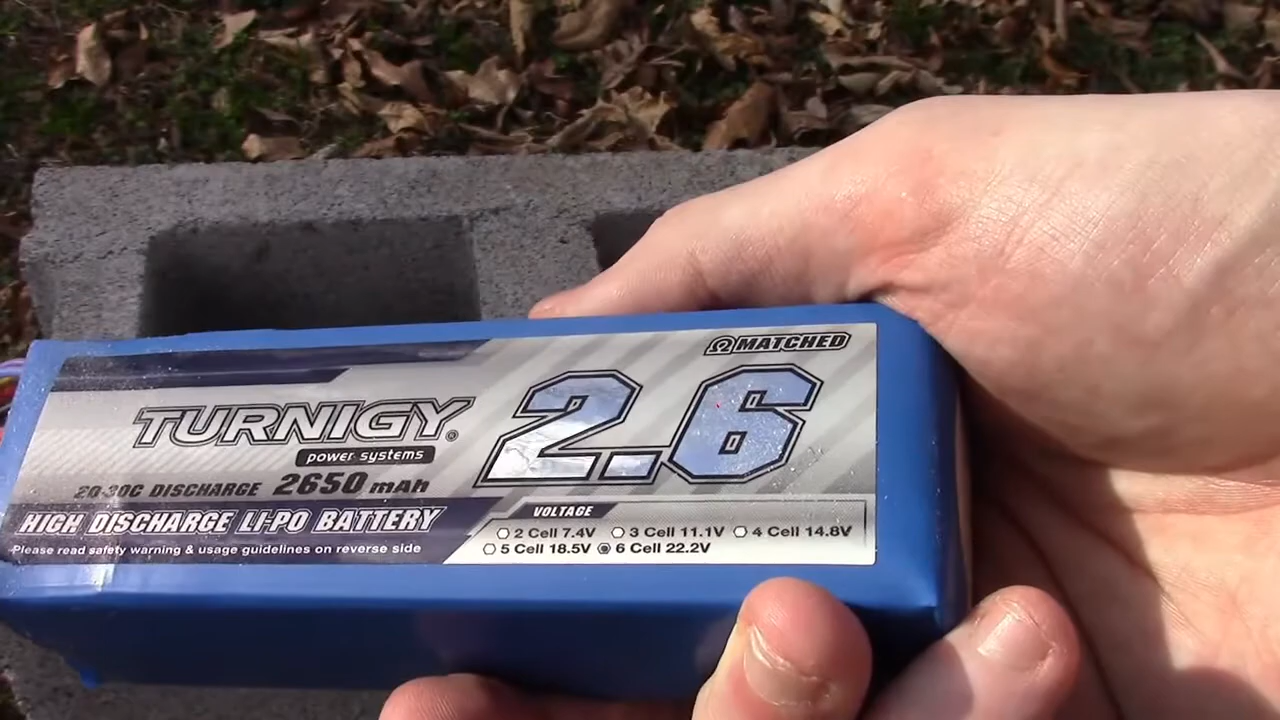 Ω MATCHED
TURNIGY®
power systems
2.6
20-30C DISCHARGE 2650 mAh
HIGH DISCHARGE LI-PO BATTERY
Please read safety warning & usage guidelines on reverse side
VOLTAGE
2 Cell 7.4V 3 Cell 11.1V 4 Cell 14.8V
5 Cell 18.5V 6 Cell 22.2V